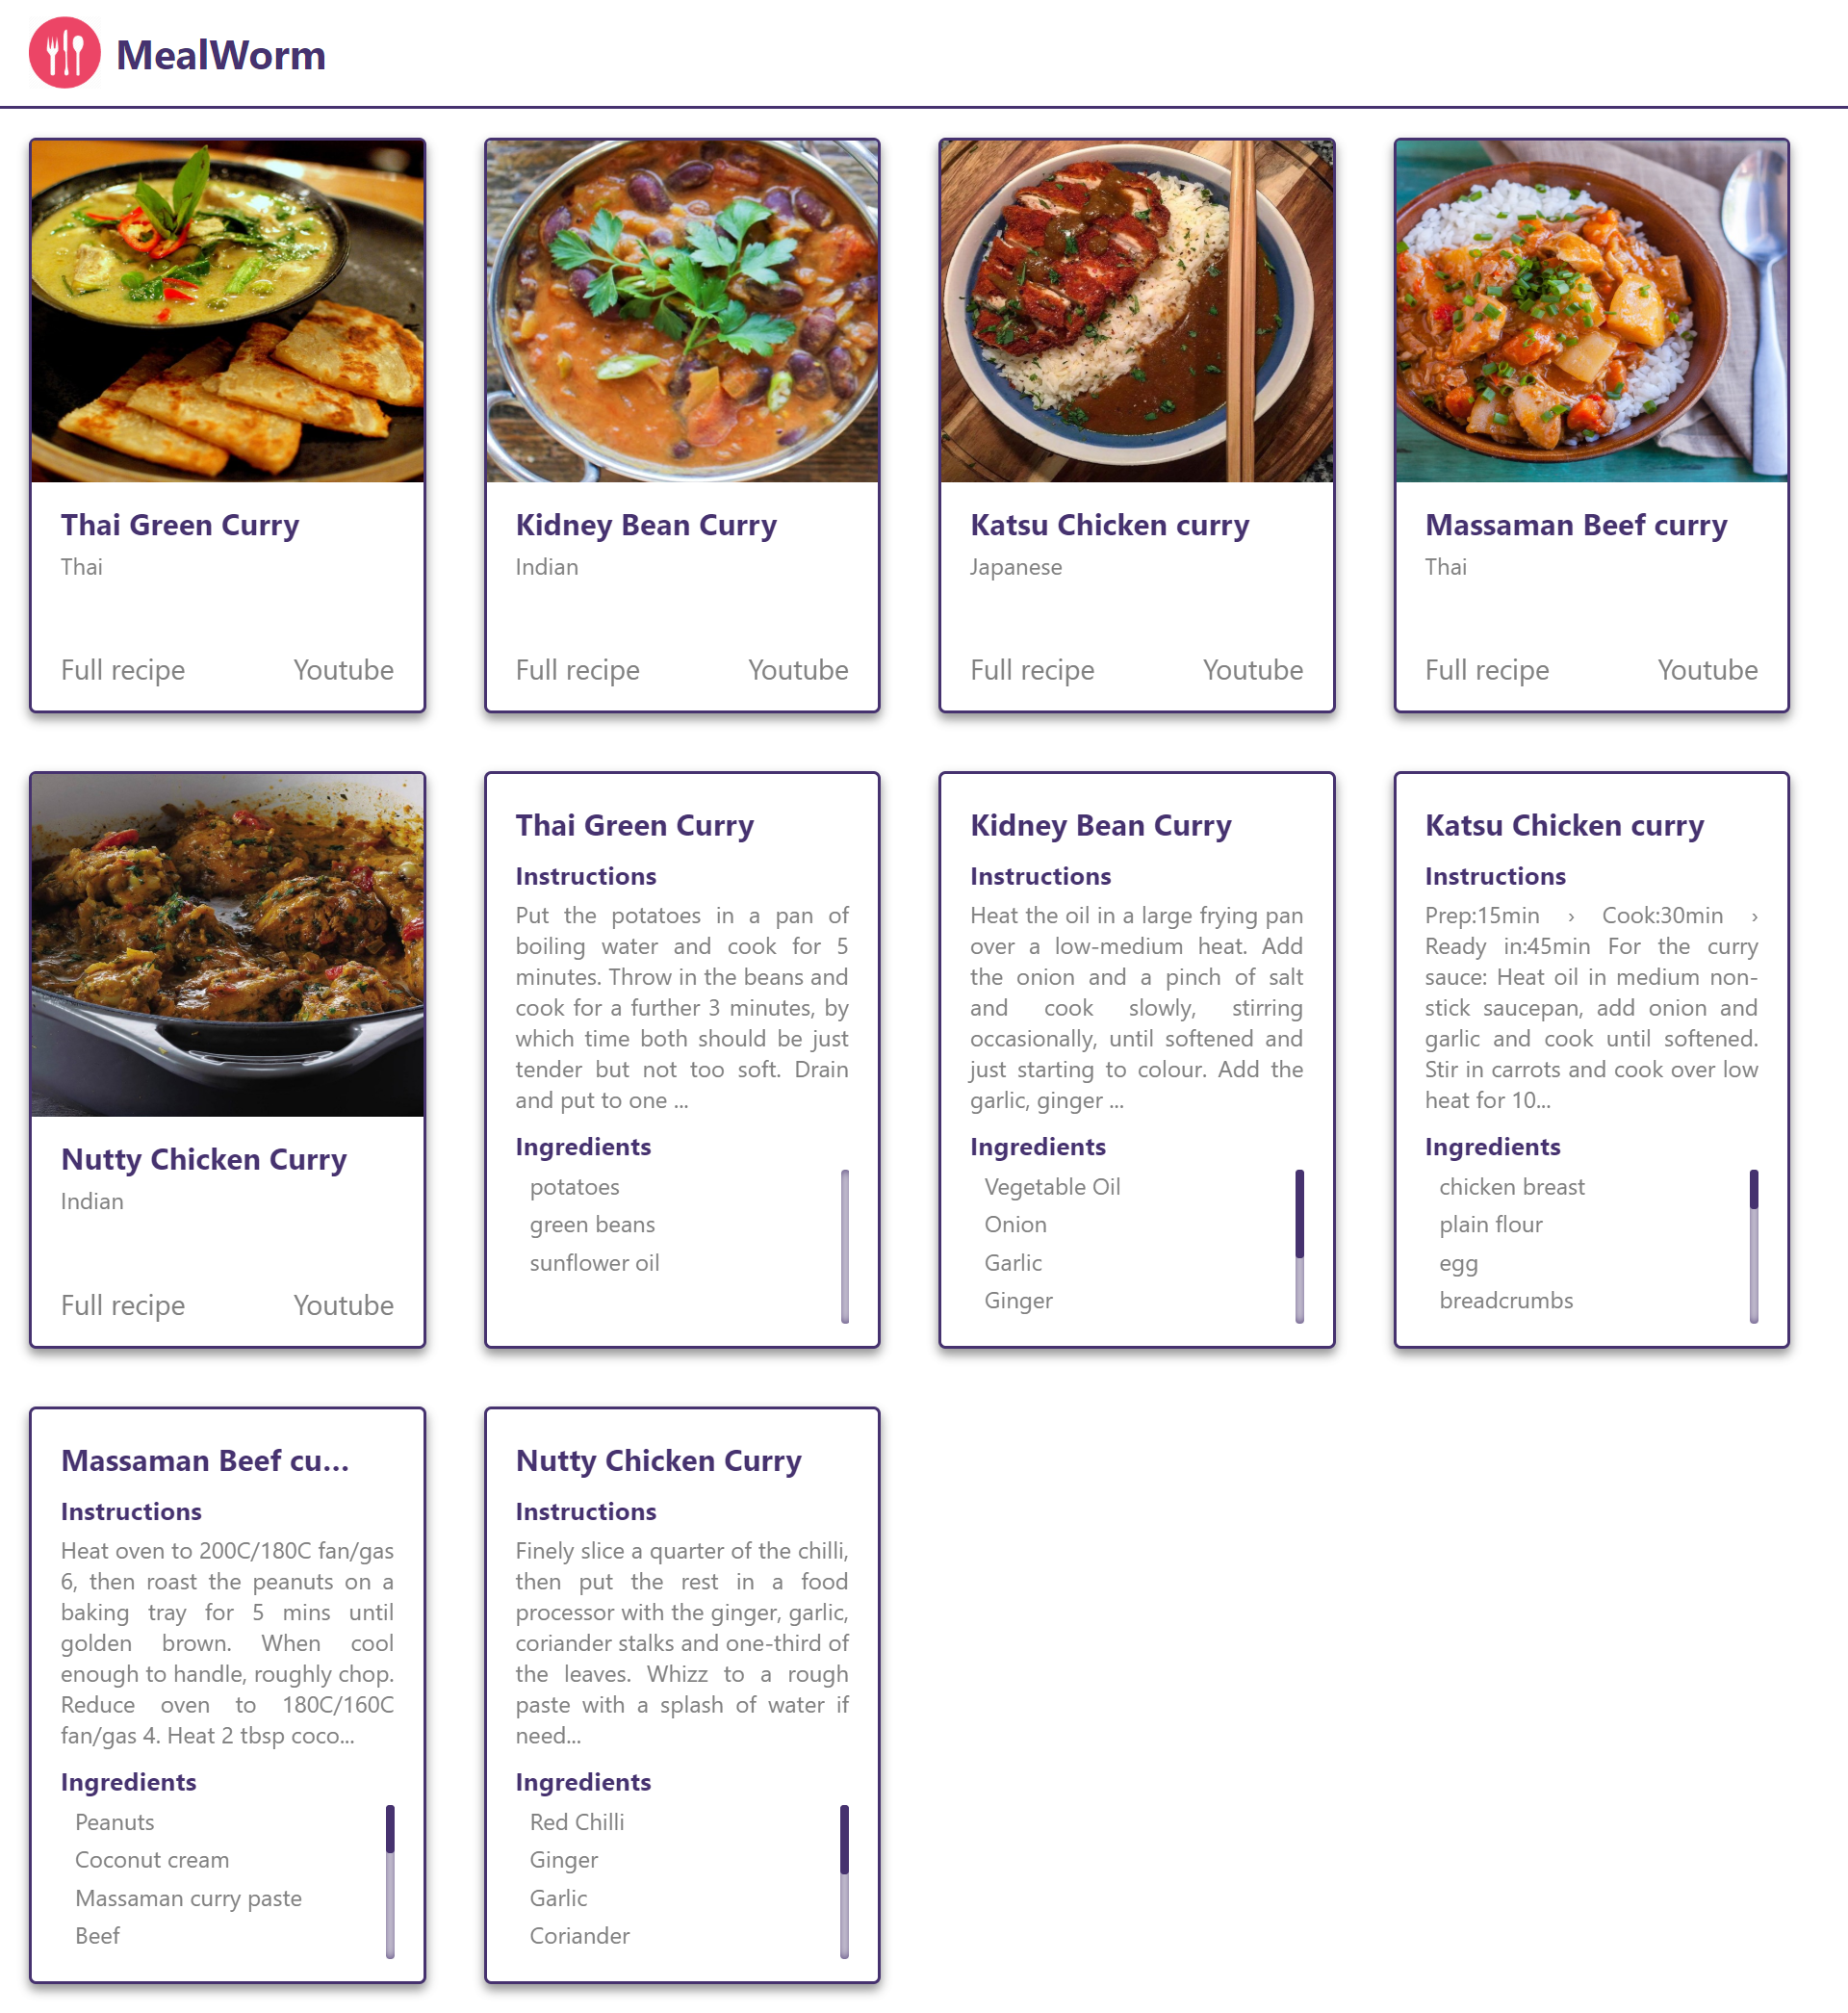 MealWorm
Thai Green Curry
Thai
Full recipe
Youtube
Kidney Bean Curry
Indian
Full recipe
Youtube
Katsu Chicken curry
Japanese
Full recipe
Youtube
Massaman Beef curry
Thai
Full recipe
Youtube
Nutty Chicken Curry
Indian
Full recipe
Youtube
Thai Green Curry
Instructions
Put the potatoes in a pan of
boiling water and cook for 5
minutes. Throw in the beans and
cook for a further 3 minutes, by
which time both should be just
tender but not too soft. Drain
and put to one ...
Ingredients
potatoes
green beans
sunflower oil
Kidney Bean Curry
Instructions
Heat the oil in a large frying pan
over a low-medium heat. Add
the onion and a pinch of salt
and cook slowly, stirring
occasionally, until softened and
just starting to colour. Add the
garlic, ginger ...
Ingredients
Vegetable Oil
Onion
Garlic
Ginger
Katsu Chicken curry
Instructions
Prep:15min › Cook:30min ›
Ready in:45min For the curry
sauce: Heat oil in medium non-
stick saucepan, add onion and
garlic and cook until softened.
Stir in carrots and cook over low
heat for 10...
Ingredients
chicken breast
plain flour
egg
breadcrumbs
Massaman Beef cu...
Instructions
Heat oven to 200C/180C fan/gas
6, then roast the peanuts on a
baking tray for 5 mins until
golden brown. When cool
enough to handle, roughly chop.
Reduce oven to 180C/160C
fan/gas 4. Heat 2 tbsp coco...
Ingredients
Peanuts
Coconut cream
Massaman curry paste
Beef
Nutty Chicken Curry
Instructions
Finely slice a quarter of the chilli,
then put the rest in a food
processor with the ginger, garlic,
coriander stalks and one-third of
the leaves. Whizz to a rough
paste with a splash of water if
need...
Ingredients
Red Chilli
Ginger
Garlic
Coriander